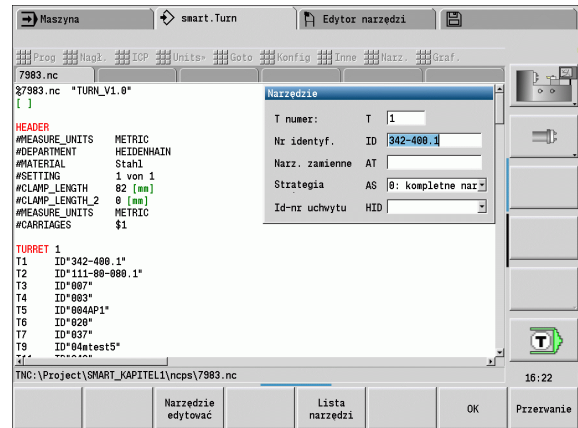 Maszyna
smart.Turn
Edytor narzędzi
Prog Nagł. ICP Units Goto Konfig Inne Narz. Graf.
7983.nc
%7983.nc "TURN_V1.0"
[ ]
HEADER
#MEASURE_UNITS METRIC
#DEPARTMENT HEIDENHAIN
#MATERIAL Stahl
#SETTING 1 von 1
#CLAMP_LENGTH 82 [mm]
#CLAMP_LENGTH_2 0 [mm]
#MEASURE_UNITS METRIC
#CARRIAGES $1
TURRET 1
T1 ID"342-400.1"
T2 ID"111-80-080.1"
T3 ID"007"
T4 ID"003"
T5 ID"004AP1"
T6 ID"020"
T7 ID"037"
T9 ID"04mtest5"
Narzędzie
T numer: T 1
Nr identyf. ID 342-400.1
Narz. zamienne AT
Strategia AS 0: kompletne nar
Id-nr uchwytu HID
TNC:\Project\SMART_KAPITEL1\ncps\7983.nc
T
16:22
Narzędzie edytować
Lista narzędzi
OK
Przerwanie